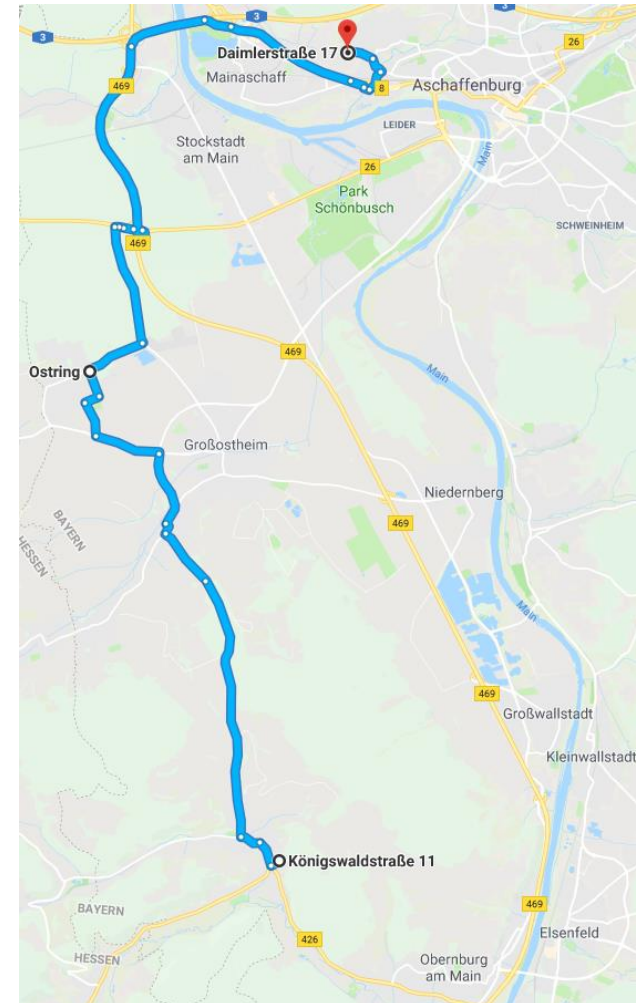 3
3
3
26
Daimlerstraße 17
Mainaschaff
8
469
Aschaffenburg
LEIDER
Stockstadt
am Main
Main
26
Park
Schönbusch
SCHWEINHEIM
469
469
Main
Ostring
Großostheim
Niedernberg
BAYERN
HESSEN
469
Main
469
Großwallstadt
Kleinwallstadt
Königswaldstraße 11
BAYERN
469
Elsenfeld
426
HESSEN
Obernburg
am Main